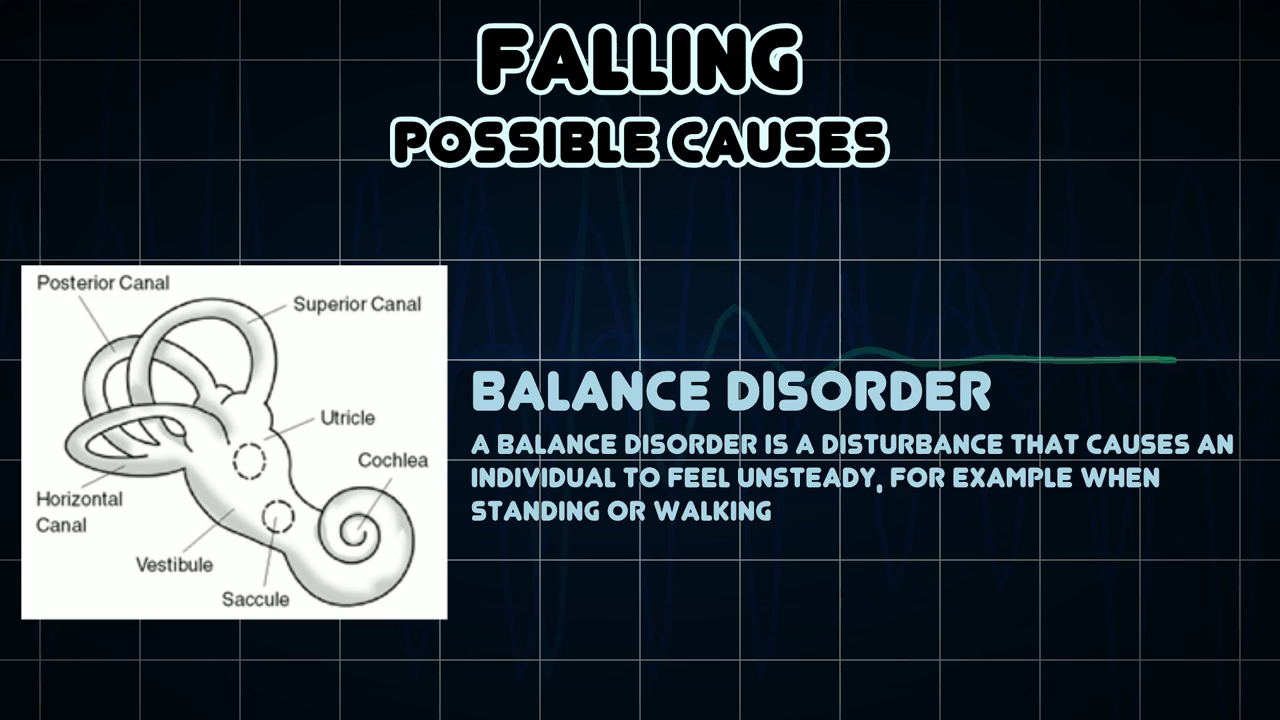 FALLING
POSSIBLE CAUSES
Posterior Canal
Superior Canal
Utricle
Cochlea
Horizontal
Canal
Vestibule
Saccule
BALANCE DISORDER
A BALANCE DISORDER IS A DISTURBANCE THAT CAUSES AN
INDIVIDUAL TO FEEL UNSTEADY, FOR EXAMPLE WHEN
STANDING OR WALKING